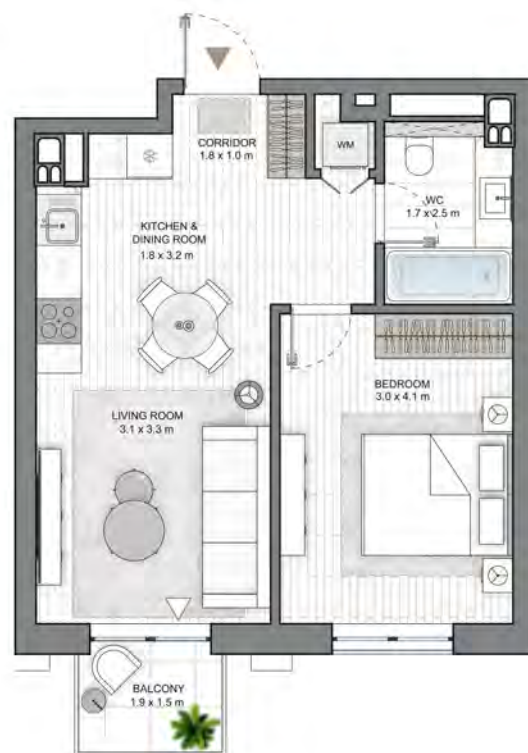 CORRIDOR
1.8 x 1.0 m
WM
WC
1.7 x 2.5 m
KITCHEN &
DINING ROOM
1.8 x 3.2 m
BEDROOM
3.0 x 4.1 m
LIVING ROOM
3.1 x 3.3 m
BALCONY
1.9 x 1.5 m